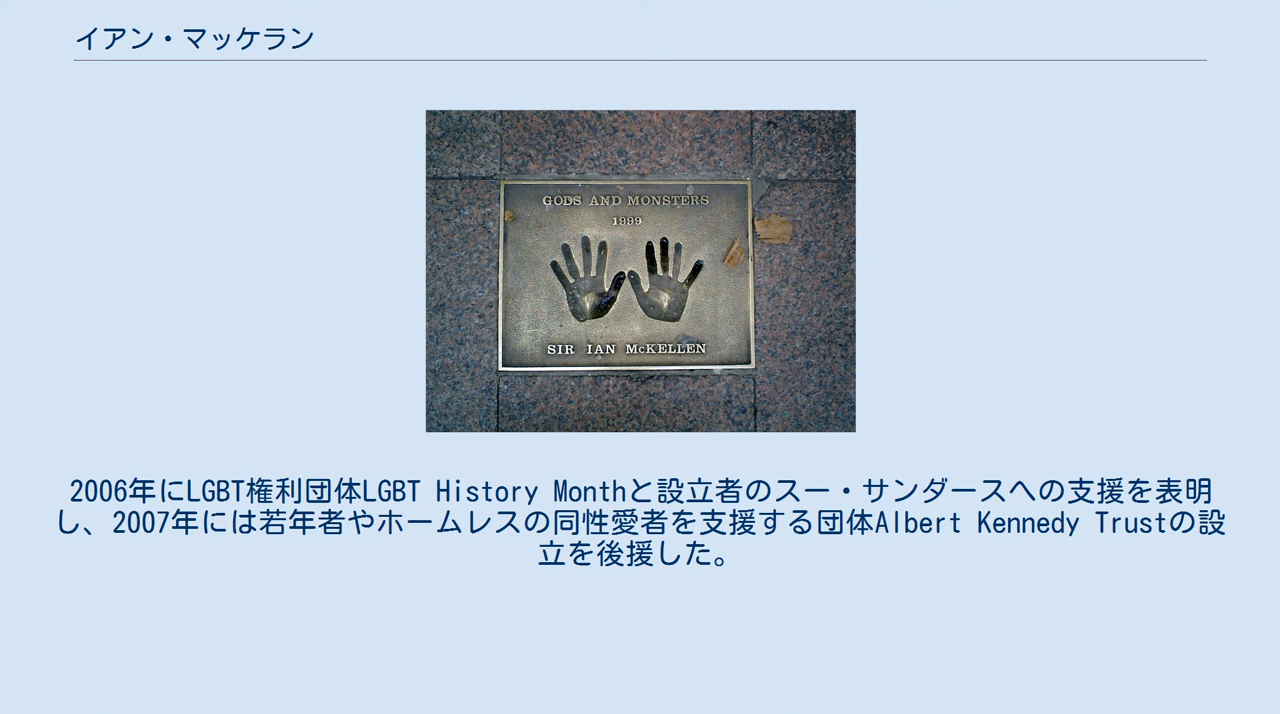 イアン・マッケラン
GODS AND MONSTERS
1999
SIR IAN McKELLEN
2006年にLGBT権利団体LGBT History Monthと設立者のスー・サンダースへの支援を表明
し、2007年には若年者やホームレスの同性愛者を支援する団体Albert Kennedy Trustの設
立を後援した。